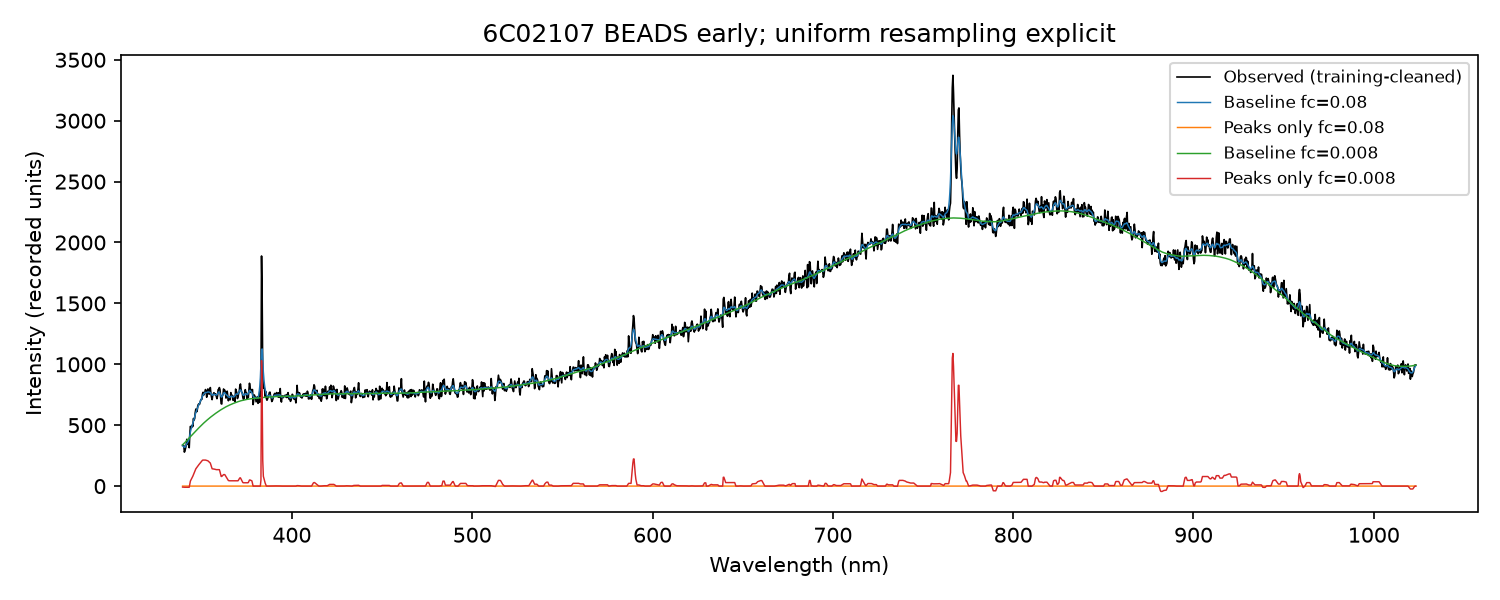 6C02107 BEADS early; uniform resampling explicit
Intensity (recorded units)
3500
3000
2500
2000
1500
1000
500
0
Observed (training-cleaned)
Baseline fc=0.08
Peaks only fc=0.08
Baseline fc=0.008
Peaks only fc=0.008
400
500
600
700
800
900
1000
Wavelength (nm)